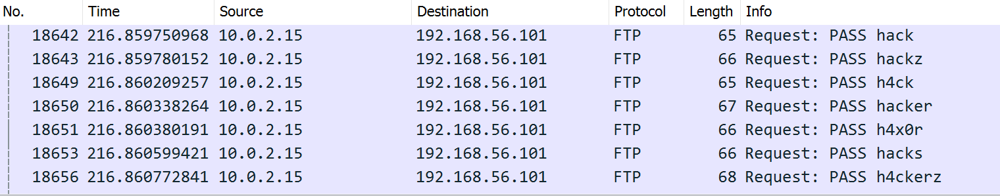 No. Time Source Destination Protocol Length Info
18642 216.859750968 10.0.2.15 192.168.56.101 FTP 65 Request: PASS hack
18643 216.859780152 10.0.2.15 192.168.56.101 FTP 66 Request: PASS hackz
18649 216.860209257 10.0.2.15 192.168.56.101 FTP 65 Request: PASS h4ck
18650 216.860338264 10.0.2.15 192.168.56.101 FTP 67 Request: PASS hacker
18651 216.860380191 10.0.2.15 192.168.56.101 FTP 66 Request: PASS h4x0r
18653 216.860599421 10.0.2.15 192.168.56.101 FTP 66 Request: PASS hacks
18656 216.860772841 10.0.2.15 192.168.56.101 FTP 68 Request: PASS h4ckerz